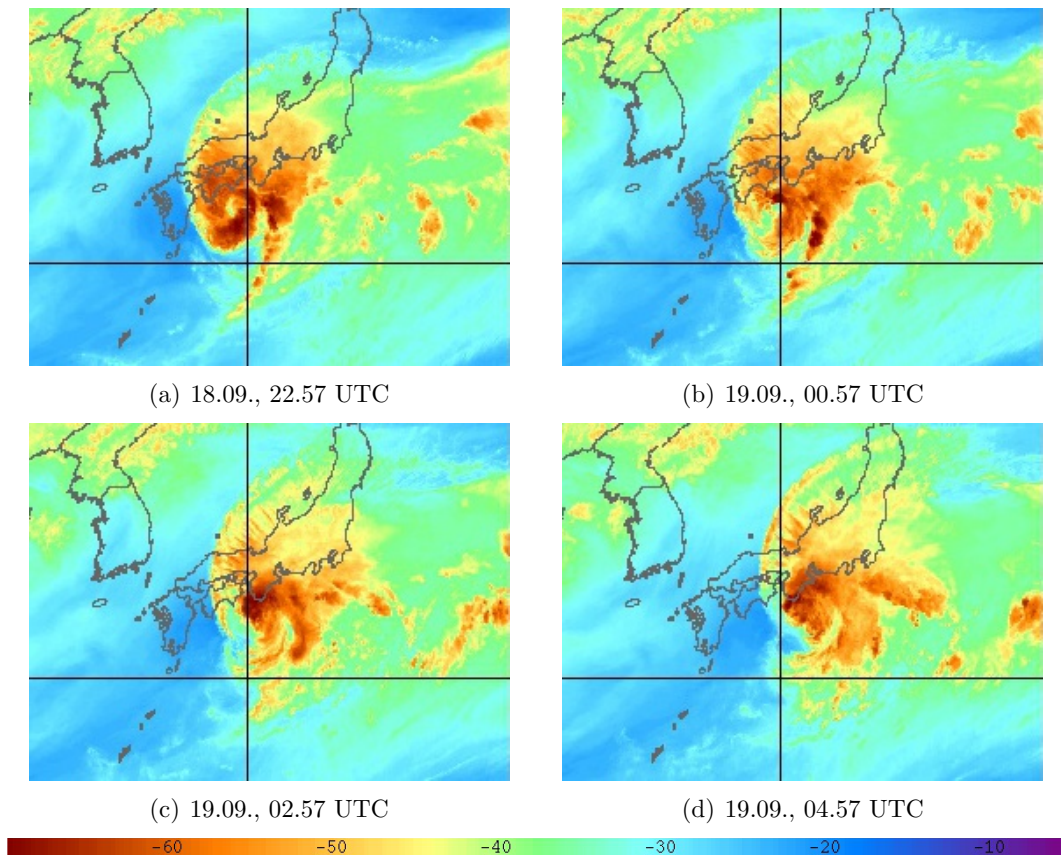 (a) 18.09., 22.57 UTC
(b) 19.09., 00.57 UTC
(c) 19.09., 02.57 UTC
(d) 19.09., 04.57 UTC
-60 -50 -40 -30 -20 -10